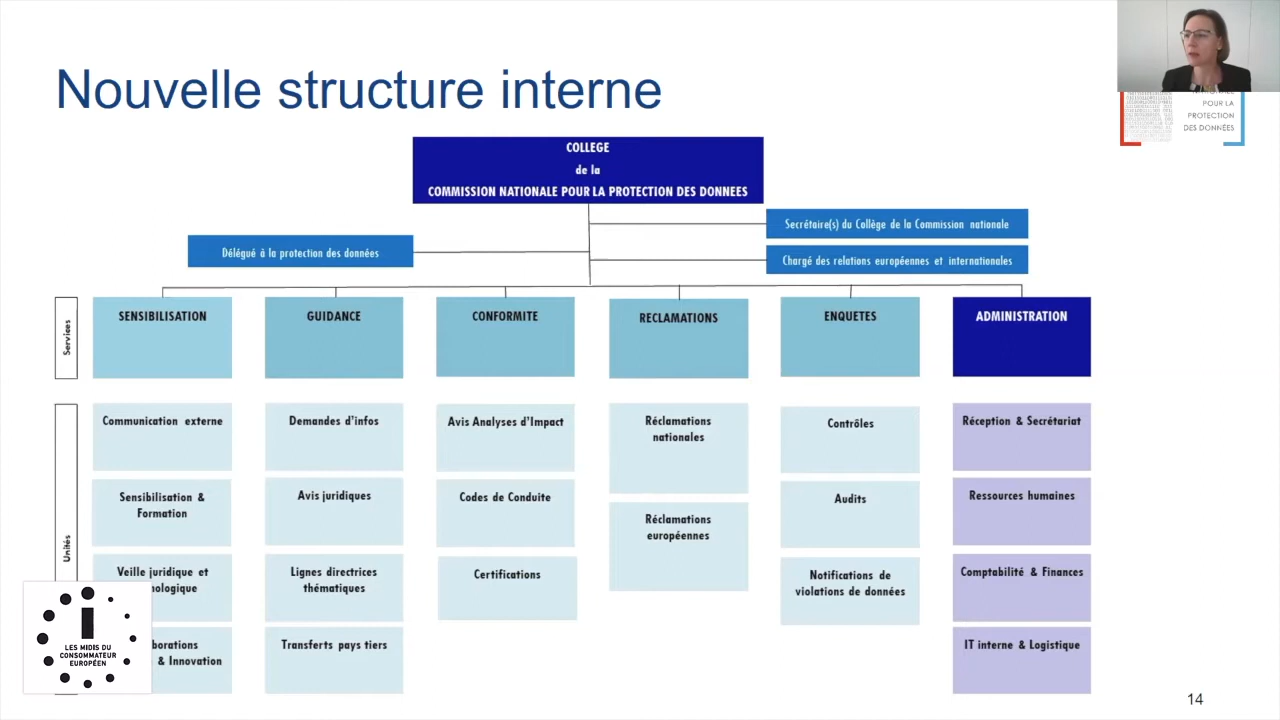 Nouvelle structure interne
POUR LA
PROTECTION
DES DONNÉES
COLLEGE
de la
COMMISSION NATIONALE POUR LA PROTECTION DES DONNEES
Secrétaire(s) du Collège de la Commission nationale
Délégué à la protection des données
Chargé des relations européennes et internationales
Services
SENSIBILISATION
GUIDANCE
CONFORMITE
RECLAMATIONS
ENQUETES
ADMINISTRATION
Unités
Communication externe
Sensibilisation &
Formation
Veille juridique et
& Innovation
Demandes d'infos
Avis juridiques
Lignes directrices
thématiques
Transferts pays tiers
Avis Analyses d'Impact
Codes de Conduite
Certifications
Réclamations
nationales
Réclamations
européennes
Contrôles
Audits
Notifications de
violations de données
Réception & Secrétariat
Ressources humaines
Comptabilité & Finances
IT interne & Logistique
LES MIDIS DU
CONSOMMATEUR
EUROPÉEN
14